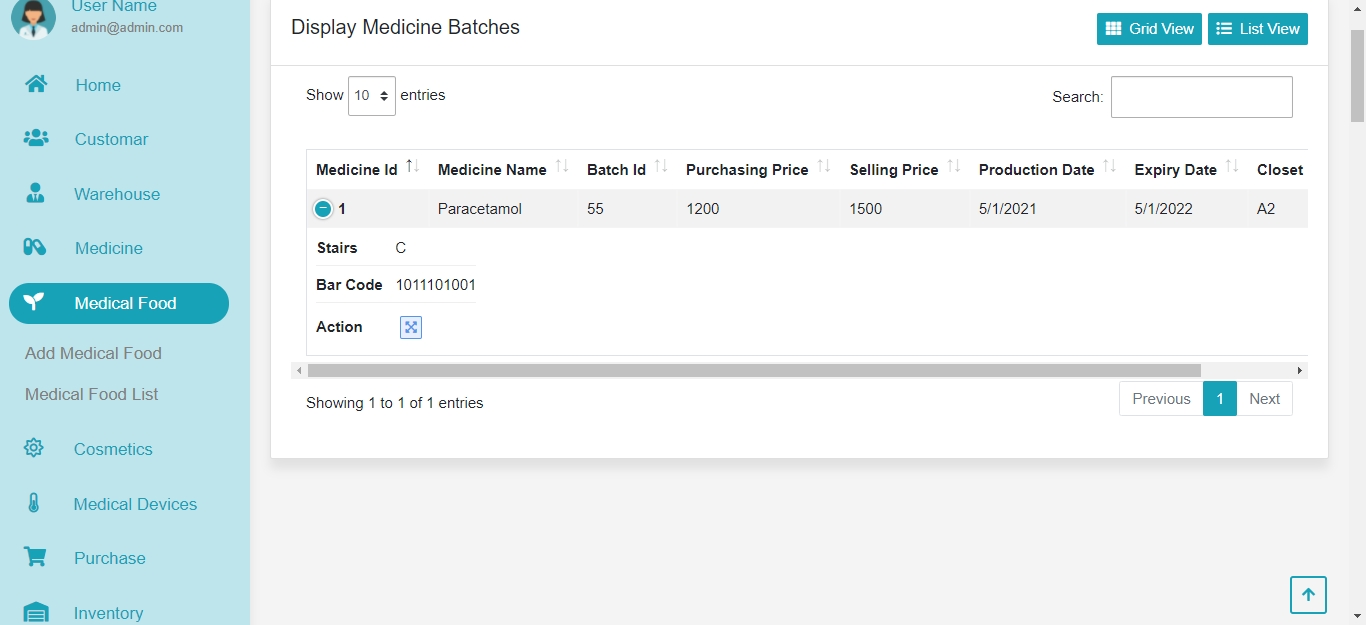 User Name
admin@admin.com
Home
Customar
Warehouse
Medicine
Medical Food
Add Medical Food
Medical Food List
Cosmetics
Medical Devices
Purchase
Inventory
Display Medicine Batches
Grid View List View
Show 10 entries Search:
Medicine Id Medicine Name Batch Id Purchasing Price Selling Price Production Date Expiry Date Closet
1 Paracetamol 55 1200 1500 5/1/2021 5/1/2022 A2
Stairs C
Bar Code 1011101001
Action
Showing 1 to 1 of 1 entries Previous 1 Next